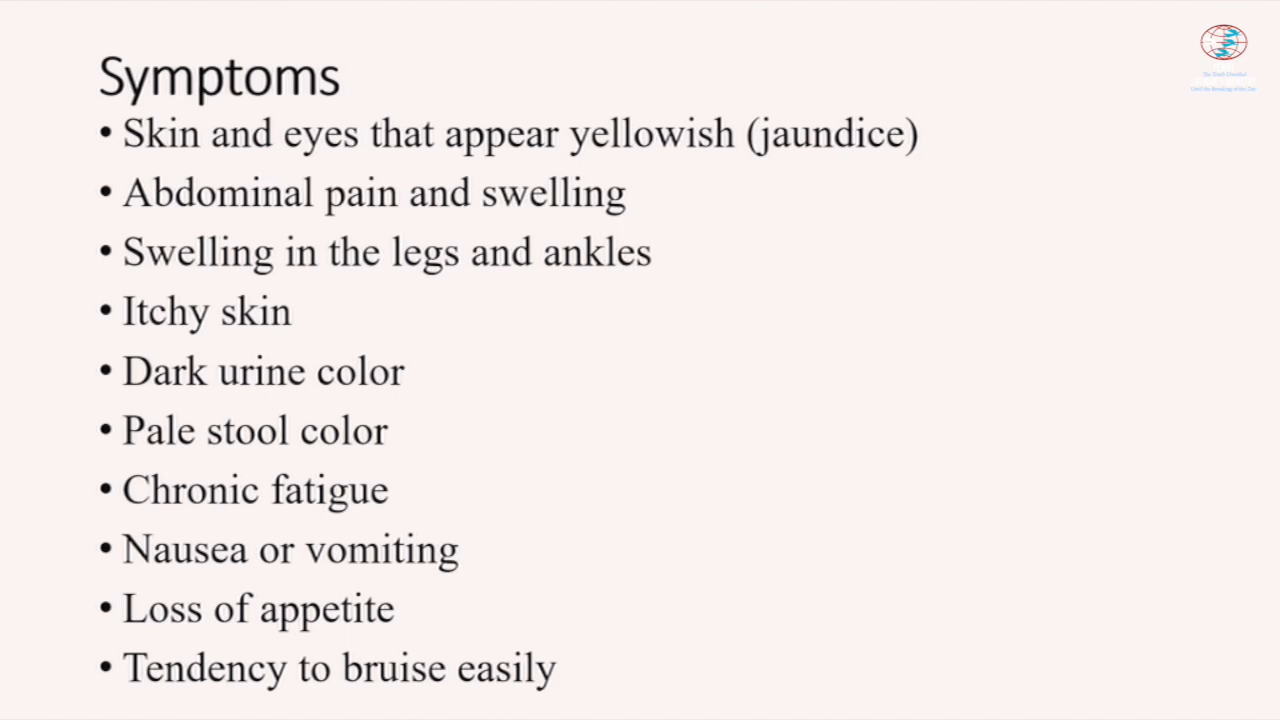 Symptoms
• Skin and eyes that appear yellowish (jaundice)
• Abdominal pain and swelling
• Swelling in the legs and ankles
• Itchy skin
• Dark urine color
• Pale stool color
• Chronic fatigue
• Nausea or vomiting
• Loss of appetite
• Tendency to bruise easily